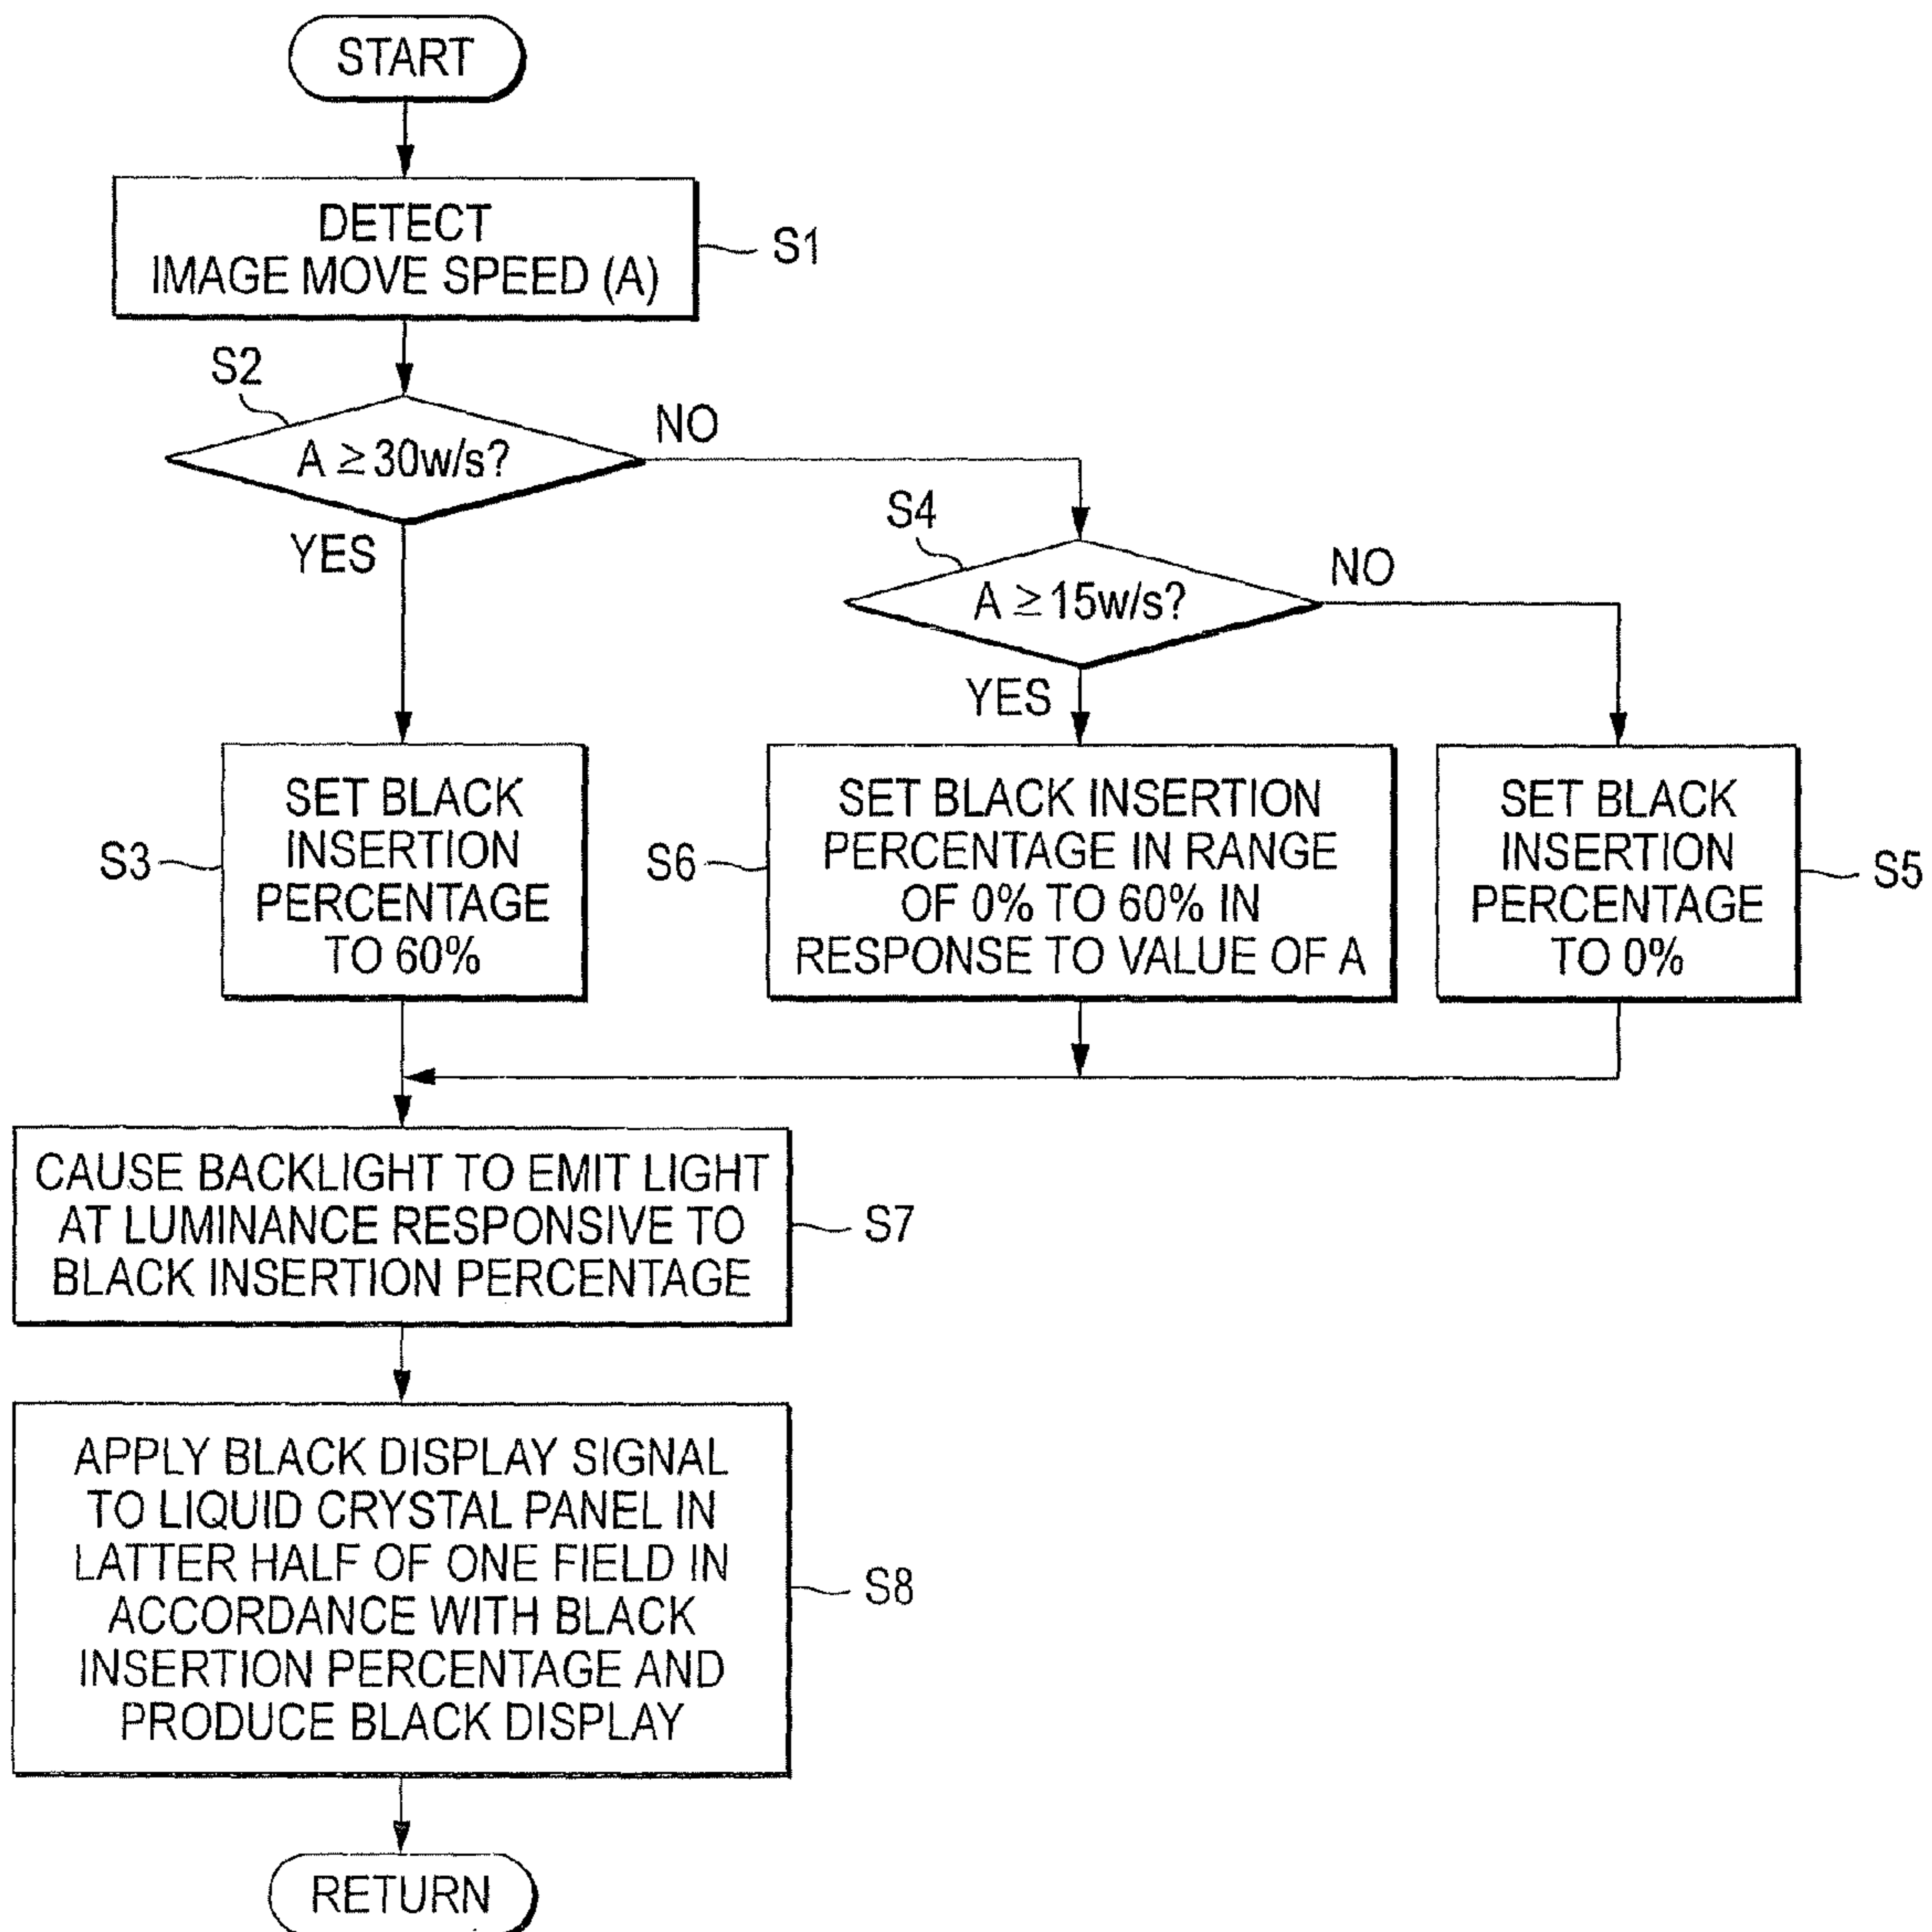 START
DETECT
IMAGE MOVE SPEED (A)
S1
S2
A ≧ 30w/s?
NO
YES
S4
A ≧ 15w/s?
NO
YES
SET BLACK
INSERTION
PERCENTAGE
TO 60%
S3
SET BLACK INSERTION
PERCENTAGE IN RANGE
OF 0% TO 60% IN
RESPONSE TO VALUE OF A
S6
SET BLACK
INSERTION
PERCENTAGE
TO 0%
S5
CAUSE BACKLIGHT TO EMIT LIGHT
AT LUMINANCE RESPONSIVE TO
BLACK INSERTION PERCENTAGE
S7
APPLY BLACK DISPLAY SIGNAL
TO LIQUID CRYSTAL PANEL IN
LATTER HALF OF ONE FIELD IN
ACCORDANCE WITH BLACK
INSERTION PERCENTAGE AND
PRODUCE BLACK DISPLAY
S8
RETURN